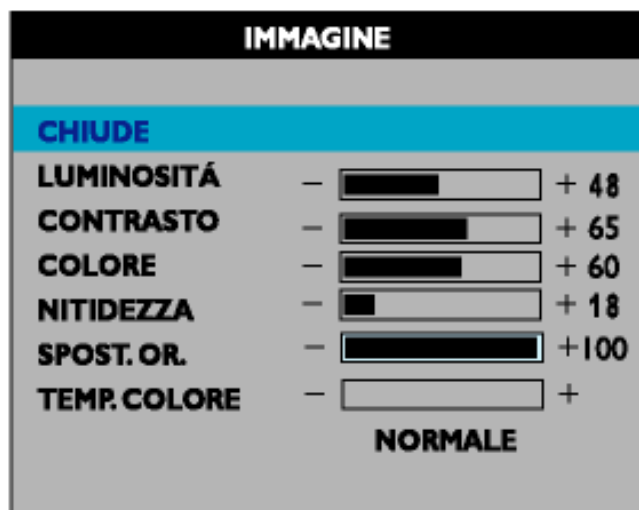 IMMAGINE
CHIUDE
LUMINOSITÁ - + 48
CONTRASTO - + 65
COLORE - + 60
NITIDEZZA - + 18
SPOST. OR. - +100
TEMP. COLORE - +
NORMALE